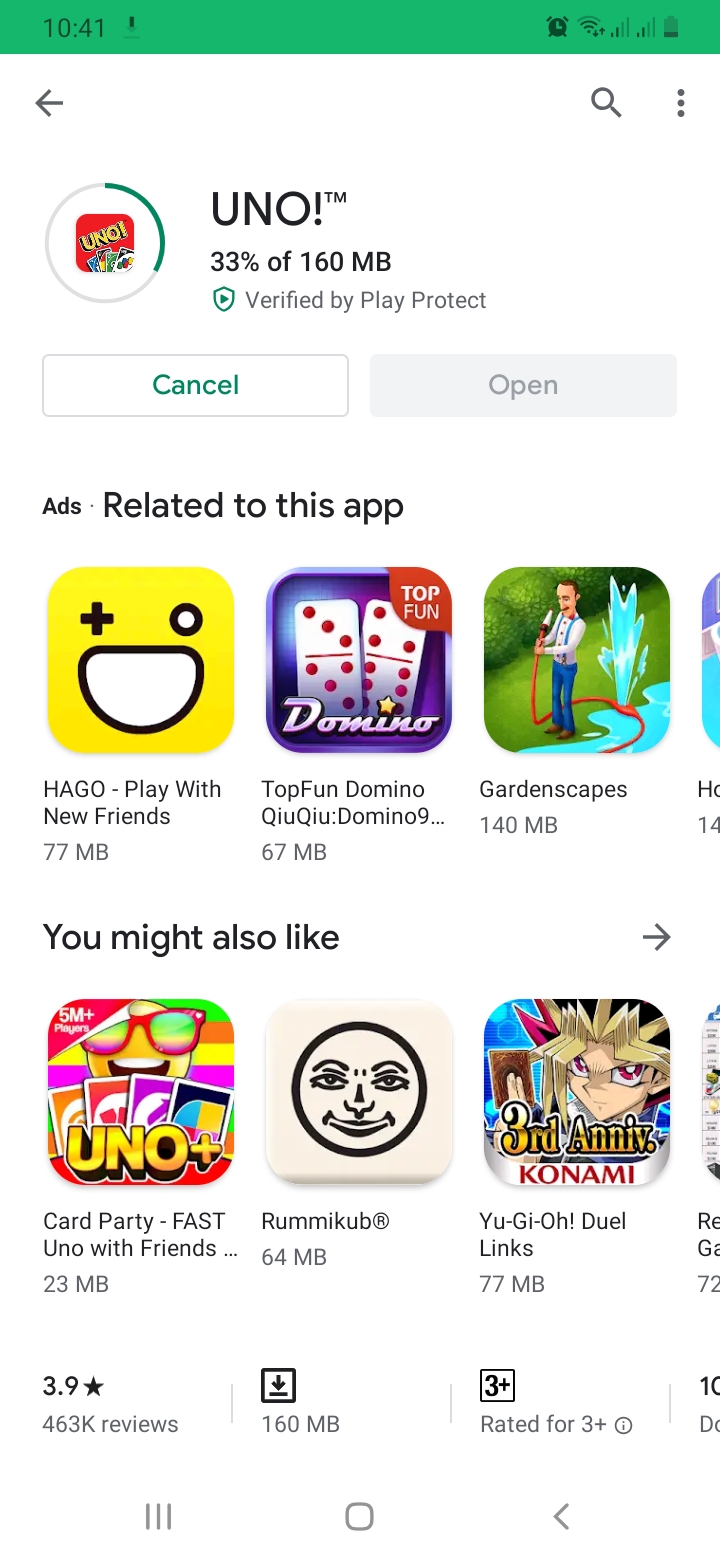 10:41
UNO!
UNO!™
33% of 160 MB
Verified by Play Protect
Cancel
Open
Ads · Related to this app
TOP
FUN
Domino
HAGO - Play With
New Friends
77 MB
TopFun Domino
QiuQiu:Domino9...
67 MB
Gardenscapes
140 MB
Ho
14
You might also like
5M+
Players
UNO+
3rd Anniv.
KONAMI
Card Party - FAST
Uno with Friends ...
23 MB
Rummikub®
64 MB
Yu-Gi-Oh! Duel
Links
77 MB
Re
Ga
72
3.9★
463K reviews
160 MB
3+
Rated for 3+
10
Do